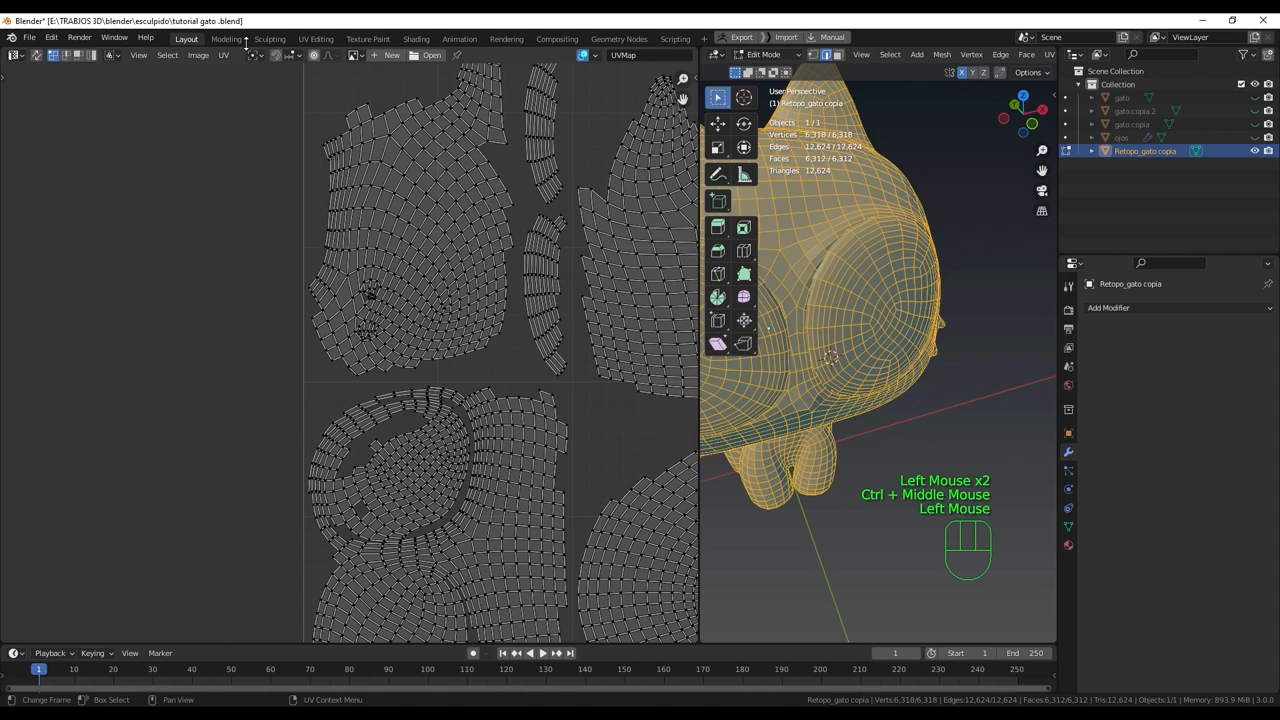 Blender* [E:\TRABJOS 3D\blender\esculpido\tutorial gato .blend]
File Edit Render Window Help Layout Modeling Sculpting UV Editing Texture Paint Shading Animation Rendering Compositing Geometry Nodes Scripting + Export Import Manual Scene ViewLayer
View Select Image UV New Open UVMap Edit Mode View Select Add Mesh Vertex Edge Face UV
X Y Z Options
Scene Collection
Collection
gato
gato.copia 2
gato copia
ojos
Retopo_gato copia
User Perspective
(1) Retopo_gato copia
Objects 1 / 1
Vertices 6,318 / 6,318
Edges 12,624 / 12,624
Faces 6,312 / 6,312
Triangles 12,624
Z
X
Y
Retopo_gato copia
Add Modifier
Left Mouse x2
Ctrl + Middle Mouse
Left Mouse
Playback Keying View Marker 1 Start 1 End 250
1 10 20 30 40 50 60 70 80 90 100 110 120 130 140 150 160 170 180 190 200 210 220 230 240 250
Change Frame Box Select Pan View UV Context Menu Retopo_gato copia | Verts:6,318/6,318 | Edges:12,624/12,624 | Faces:6,312/6,312 | Tris:12,624 | Objects:1/1 | Memory: 893.9 MiB | 3.0.0